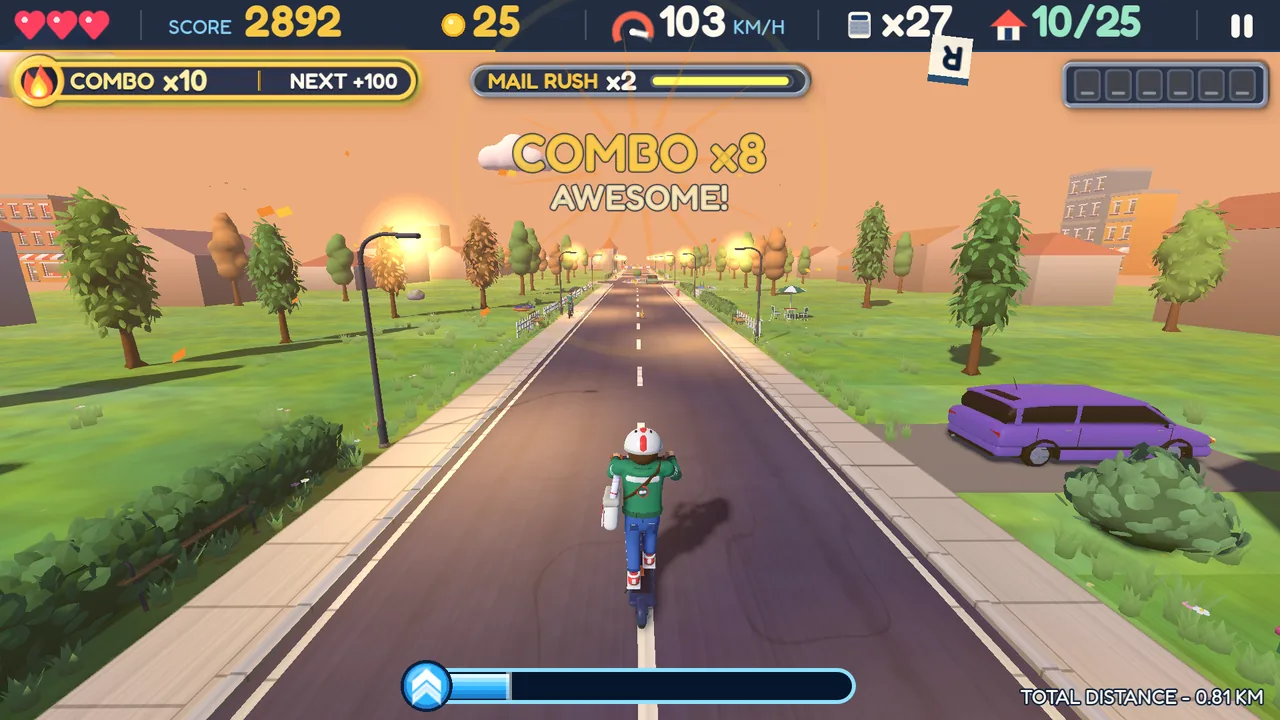 SCORE 2892
25
103 KM/H
x27
10/25
COMBO x10
NEXT +100
MAIL RUSH x2
R
COMBO x8
AWESOME!
TOTAL DISTANCE - 0.81 KM